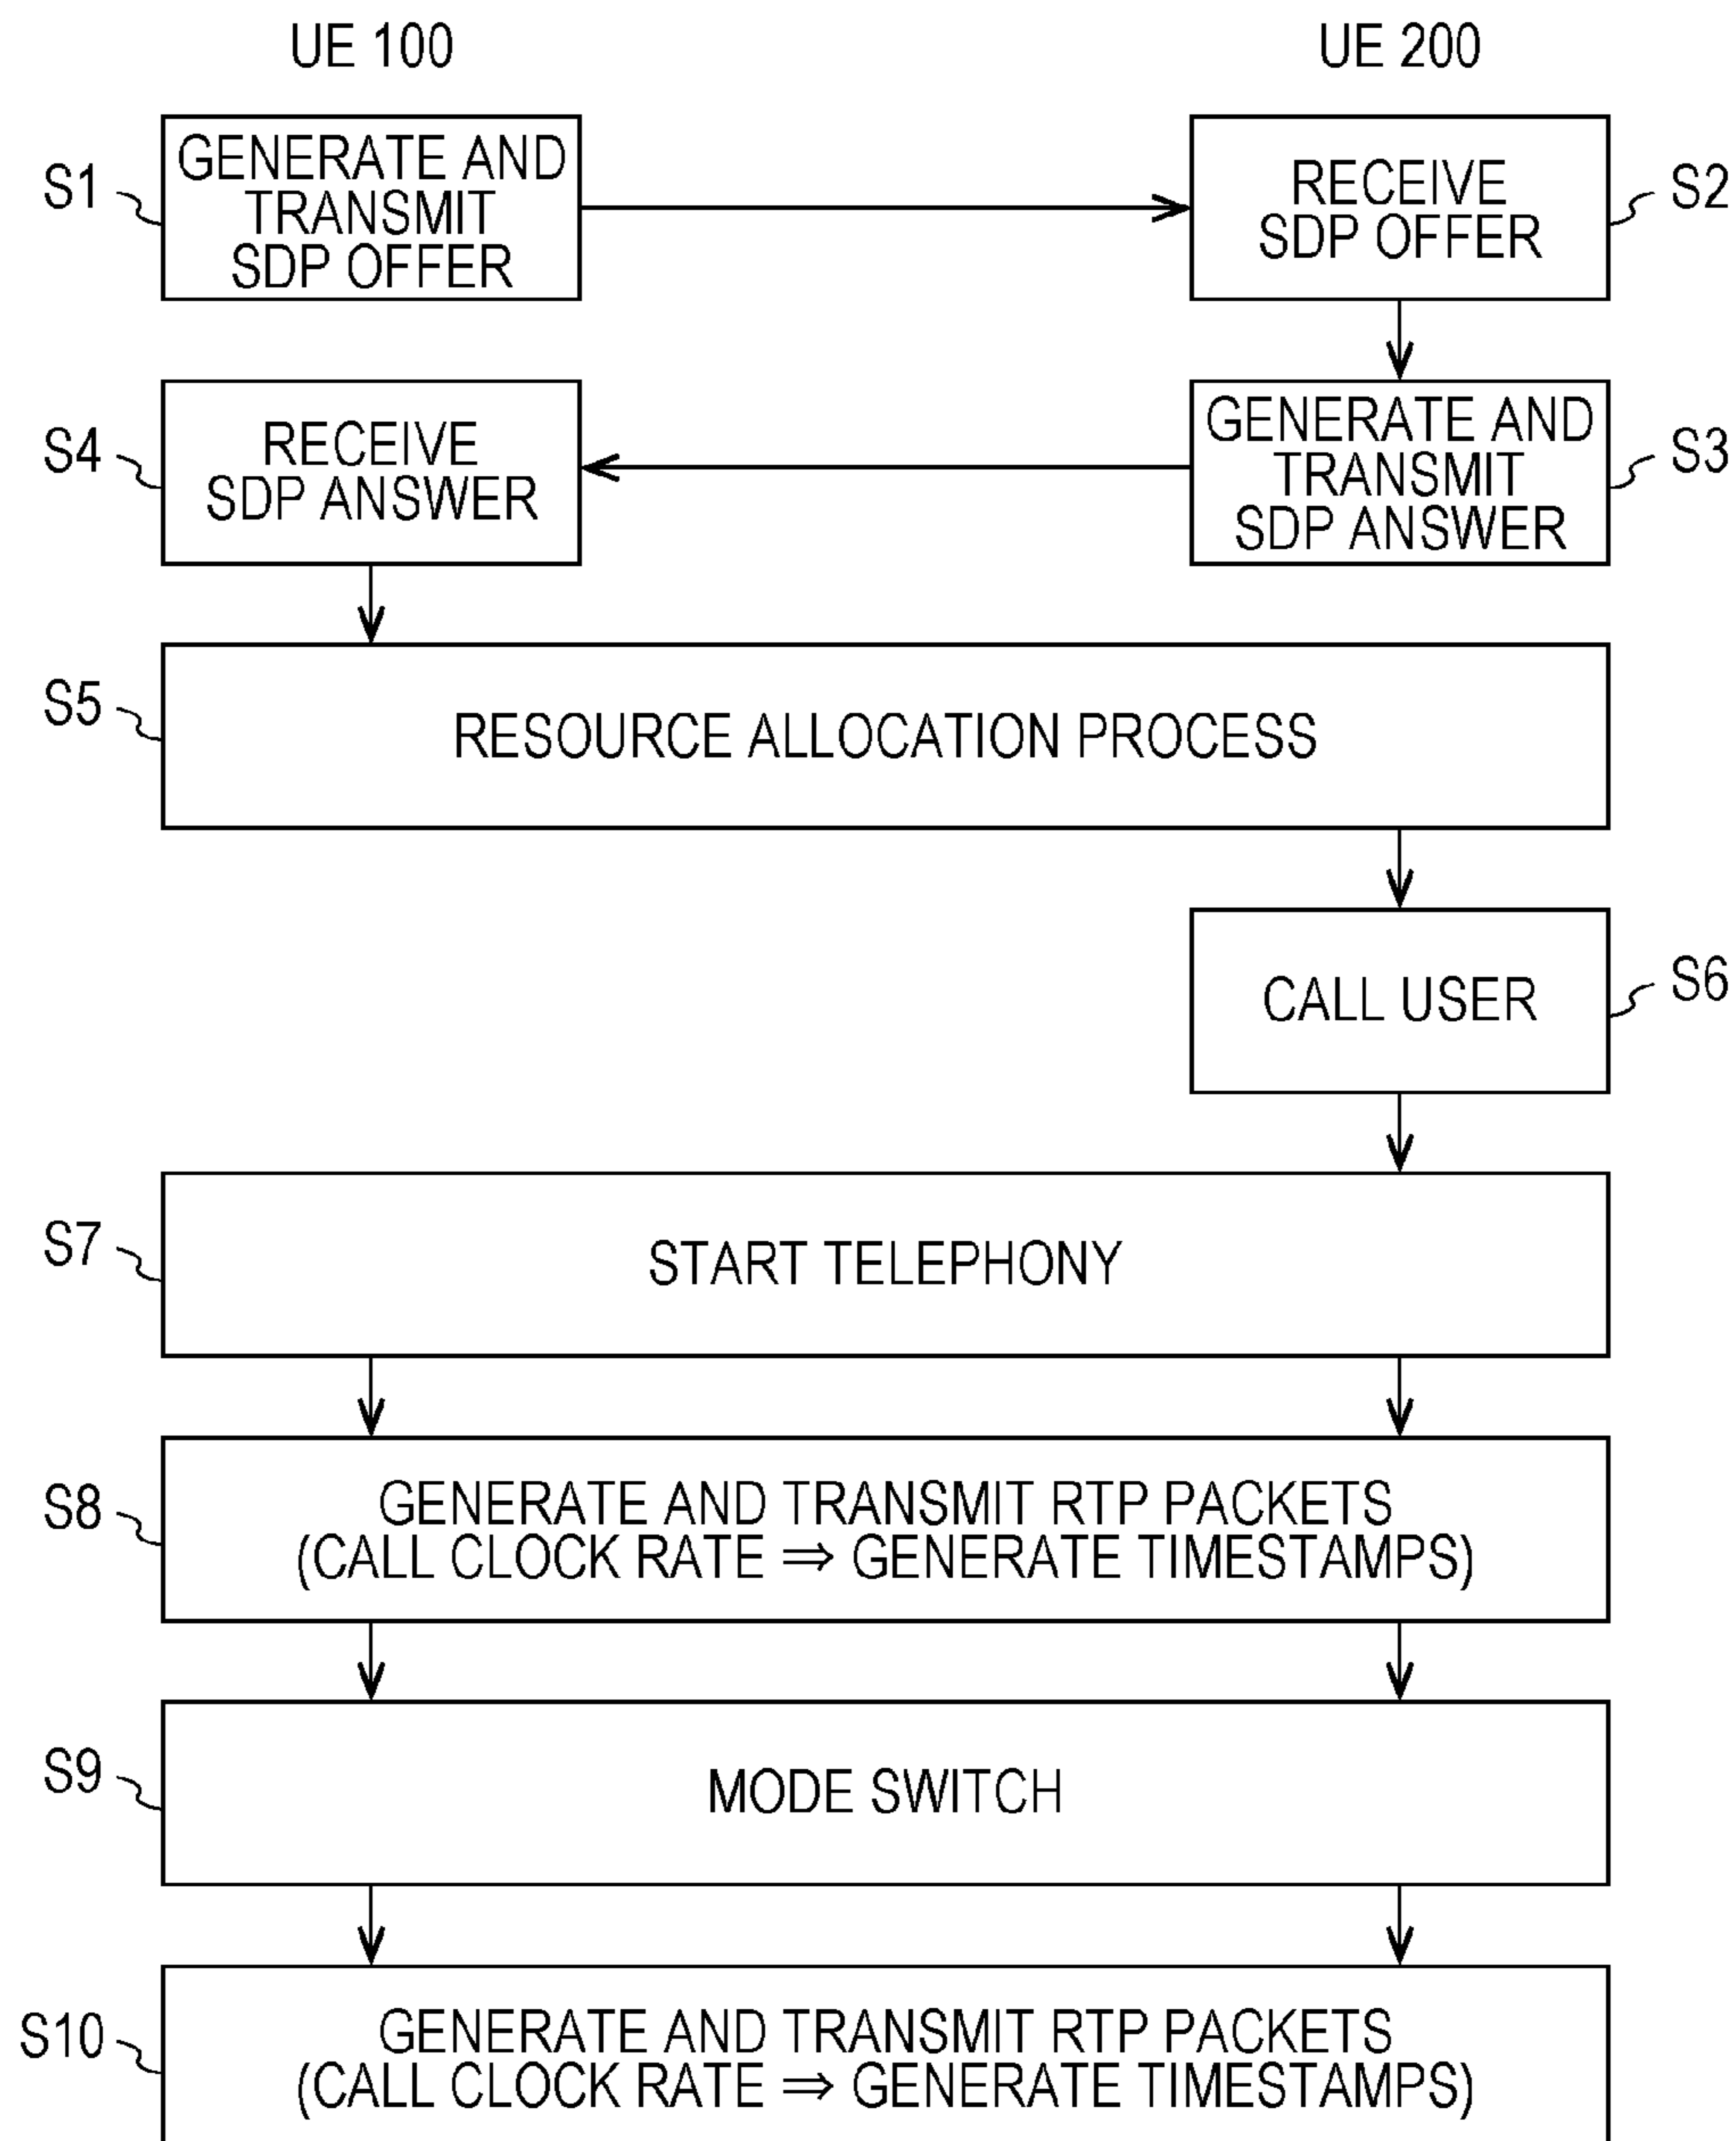 UE 100
UE 200
S1
GENERATE AND
TRANSMIT
SDP OFFER
RECEIVE
SDP OFFER
S2
S4
RECEIVE
SDP ANSWER
GENERATE AND
TRANSMIT
SDP ANSWER
S3
S5
RESOURCE ALLOCATION PROCESS
CALL USER
S6
S7
START TELEPHONY
S8
GENERATE AND TRANSMIT RTP PACKETS
(CALL CLOCK RATE ⇒ GENERATE TIMESTAMPS)
S9
MODE SWITCH
S10
GENERATE AND TRANSMIT RTP PACKETS
(CALL CLOCK RATE ⇒ GENERATE TIMESTAMPS)